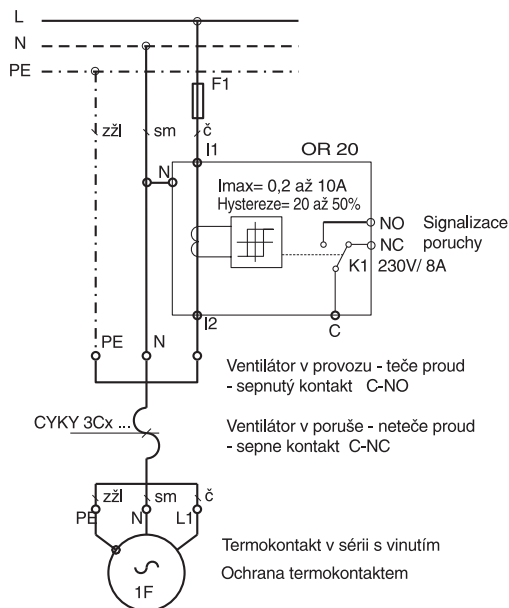 L
N
PE
F1
zžl
sm
č
I1
OR 20
N
Imax= 0,2 až 10A
Hystereze= 20 až 50%
NO
Signalizace
NC
poruchy
K1
230V/ 8A
I2
C
PE
N
Ventilátor v provozu - teče proud
- sepnutý kontakt C-NO
CYKY 3Cx ...
Ventilátor v poruše - neteče proud
- sepne kontakt C-NC
zžl
sm
č
PE
N
L1
Termokontakt v sérii s vinutím
1F
Ochrana termokontaktem